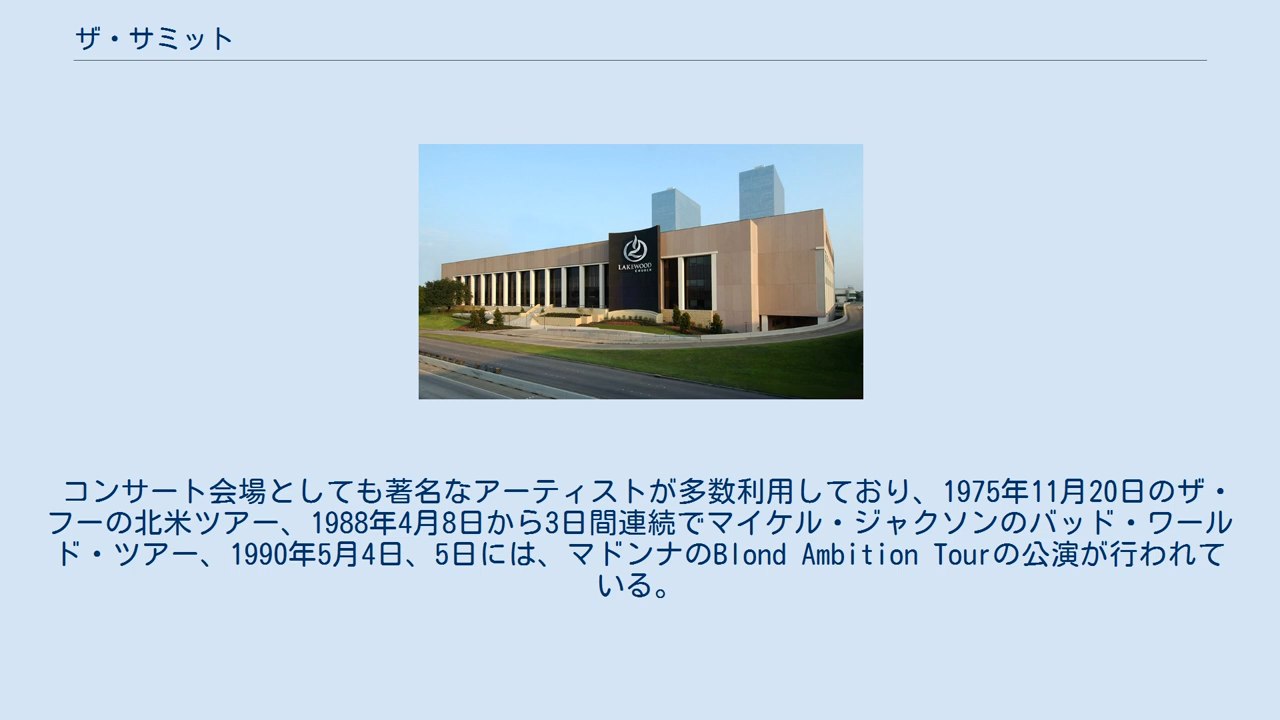 ザ・サミット
LAKEWOOD
CHURCH
コンサート会場としても著名なアーティストが多数利用しており、1975年11月20日のザ・
フーの北米ツアー、1988年4月8日から3日間連続でマイケル・ジャクソンのバッド・ワール
ド・ツアー、1990年5月4日、5日には、マドンナのBlond Ambition Tourの公演が行われて
いる。